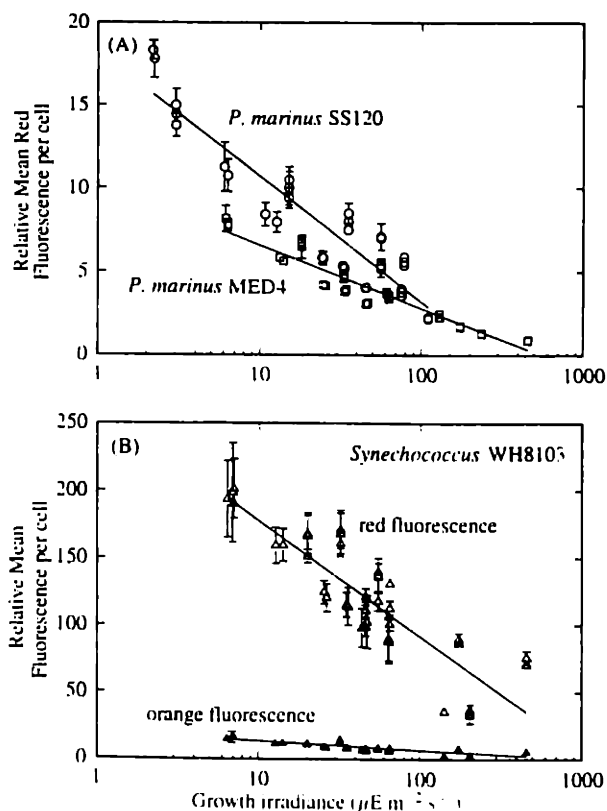 (A)
20
15
10
5
0
Relative Mean Red
Fluorescence per cell
P. marinus SS120
P. marinus MED4
1
10
100
1000
(B)
250
200
150
100
50
0
Relative Mean
Fluorescence per cell
Synechococcus WH8103
red fluorescence
orange fluorescence
1
10
100
1000
Growth irradiance (μE m